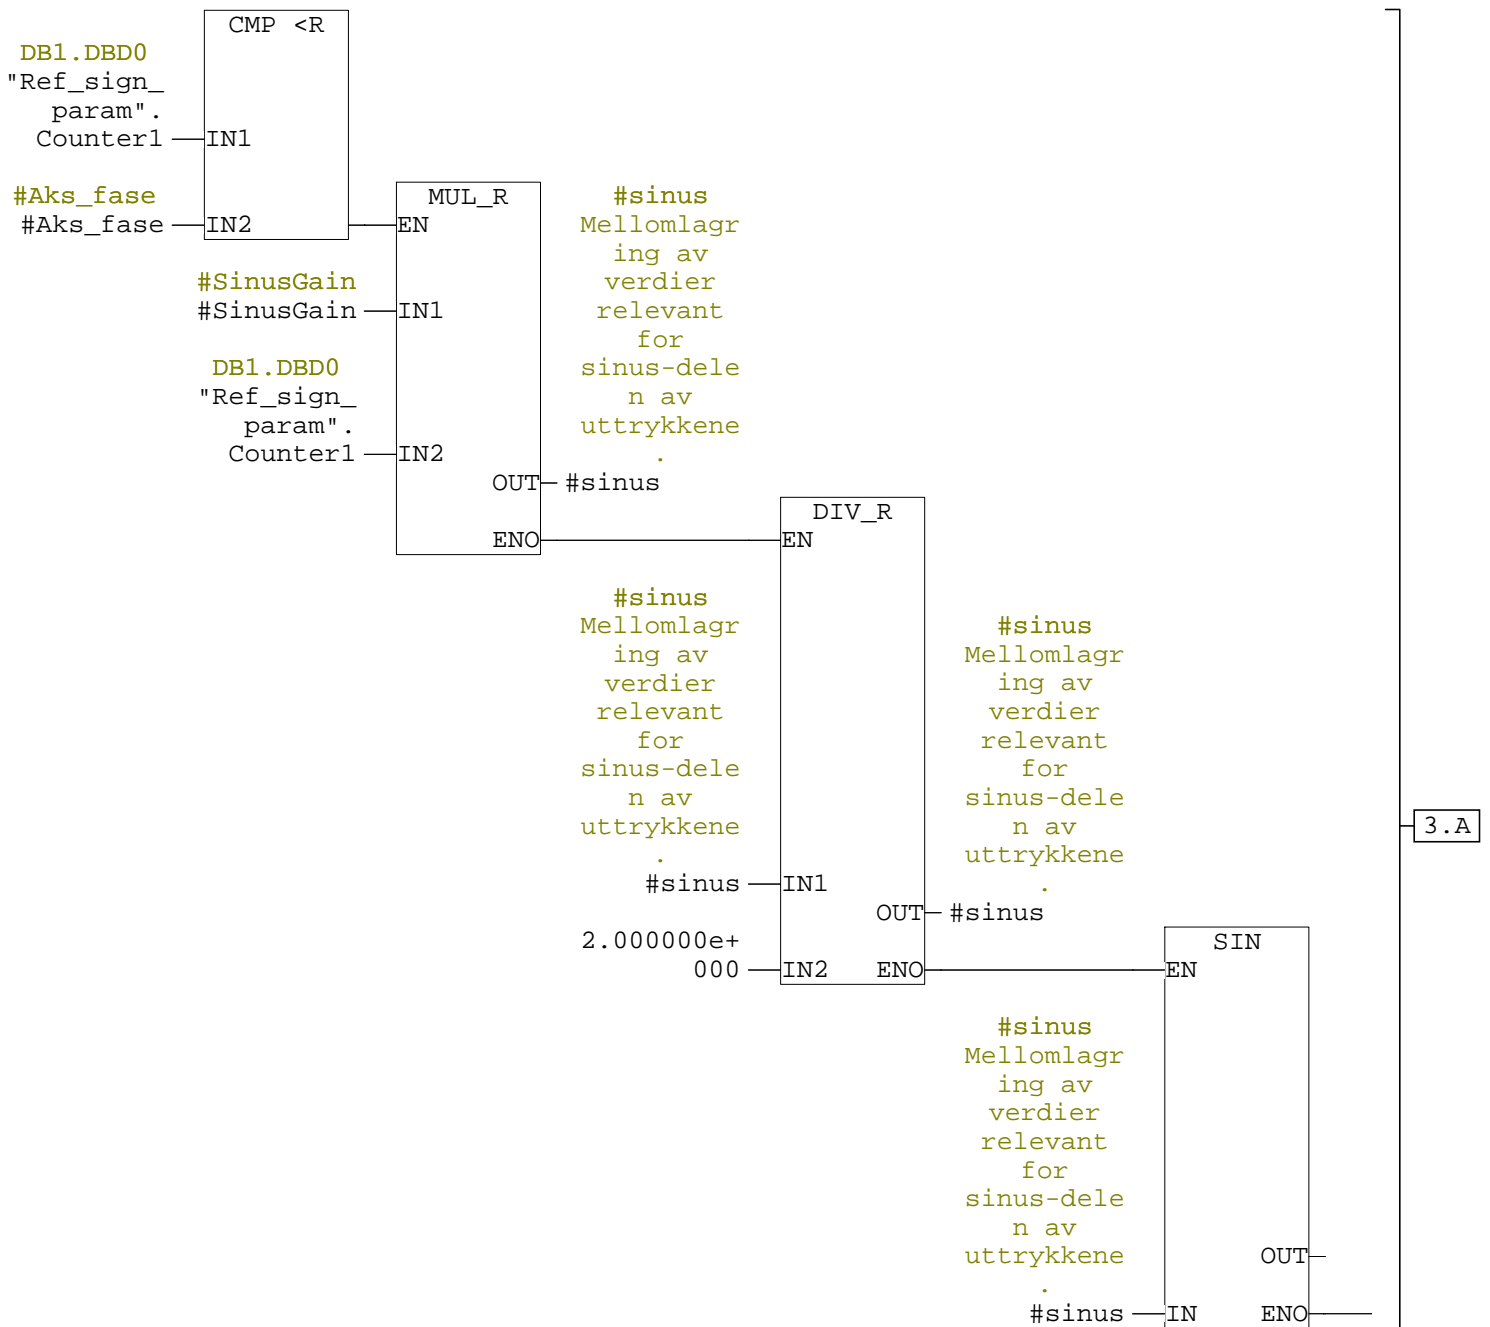 CMP <R
DB1.DBD0
"Ref_sign_
param".
Counter1
IN1
#Aks_fase
#Aks_fase
IN2
MUL_R
EN
#SinusGain
#SinusGain
IN1
DB1.DBD0
"Ref_sign_
param".
Counter1
IN2
#sinus
Mellomlagr
ing av
verdier
relevant
for
sinus-dele
n av
uttrykkene
.
OUT
#sinus
ENO
DIV_R
EN
#sinus
Mellomlagr
ing av
verdier
relevant
for
sinus-dele
n av
uttrykkene
.
#sinus
IN1
2.000000e+
000
IN2
#sinus
Mellomlagr
ing av
verdier
relevant
for
sinus-dele
n av
uttrykkene
.
OUT
#sinus
ENO
SIN
EN
#sinus
Mellomlagr
ing av
verdier
relevant
for
sinus-dele
n av
uttrykkene
.
#sinus
IN
OUT
ENO
3.A